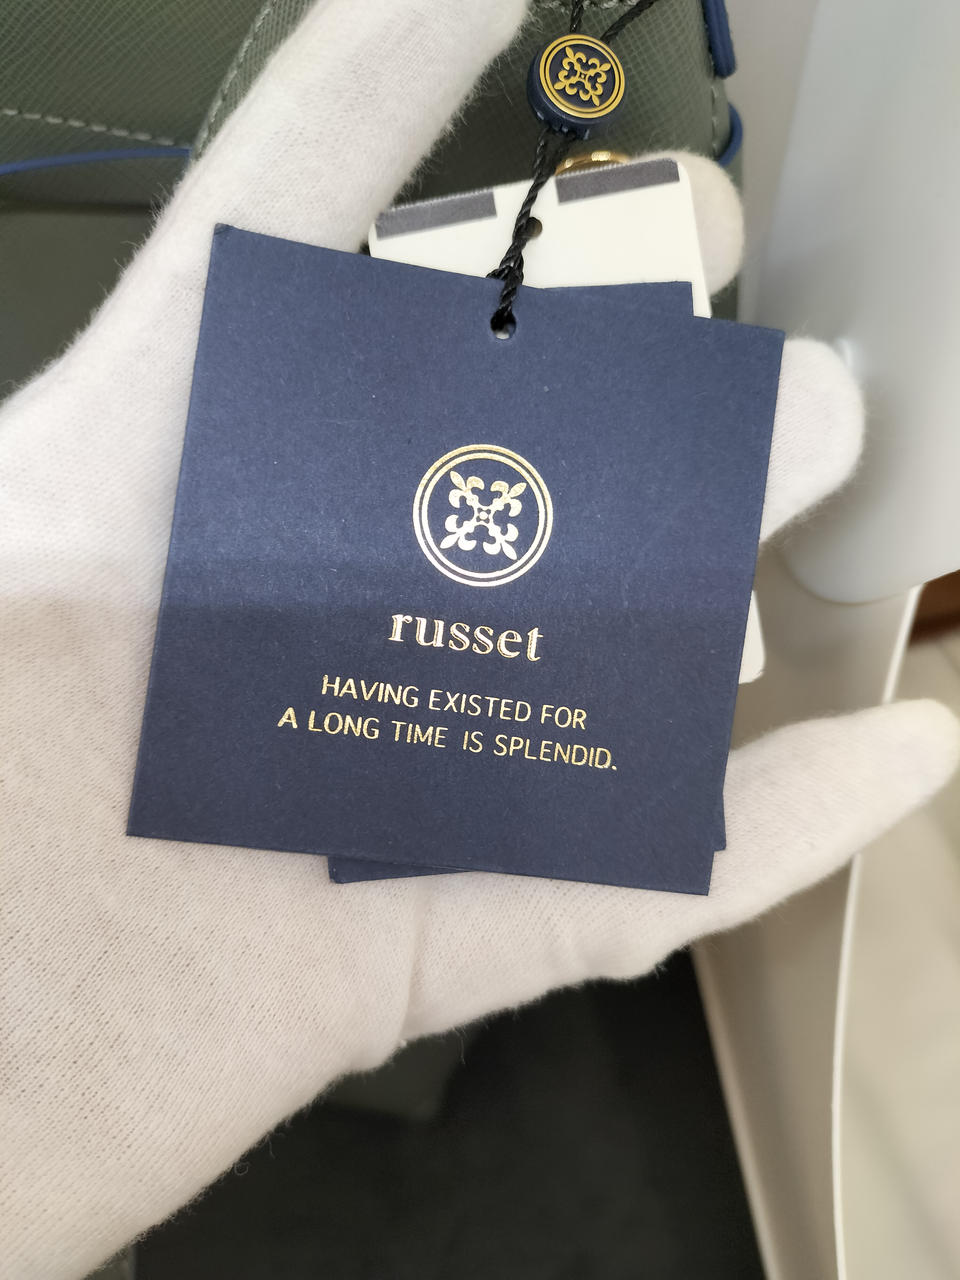 russet
HAVING EXISTED FOR
A LONG TIME IS SPLENDID.